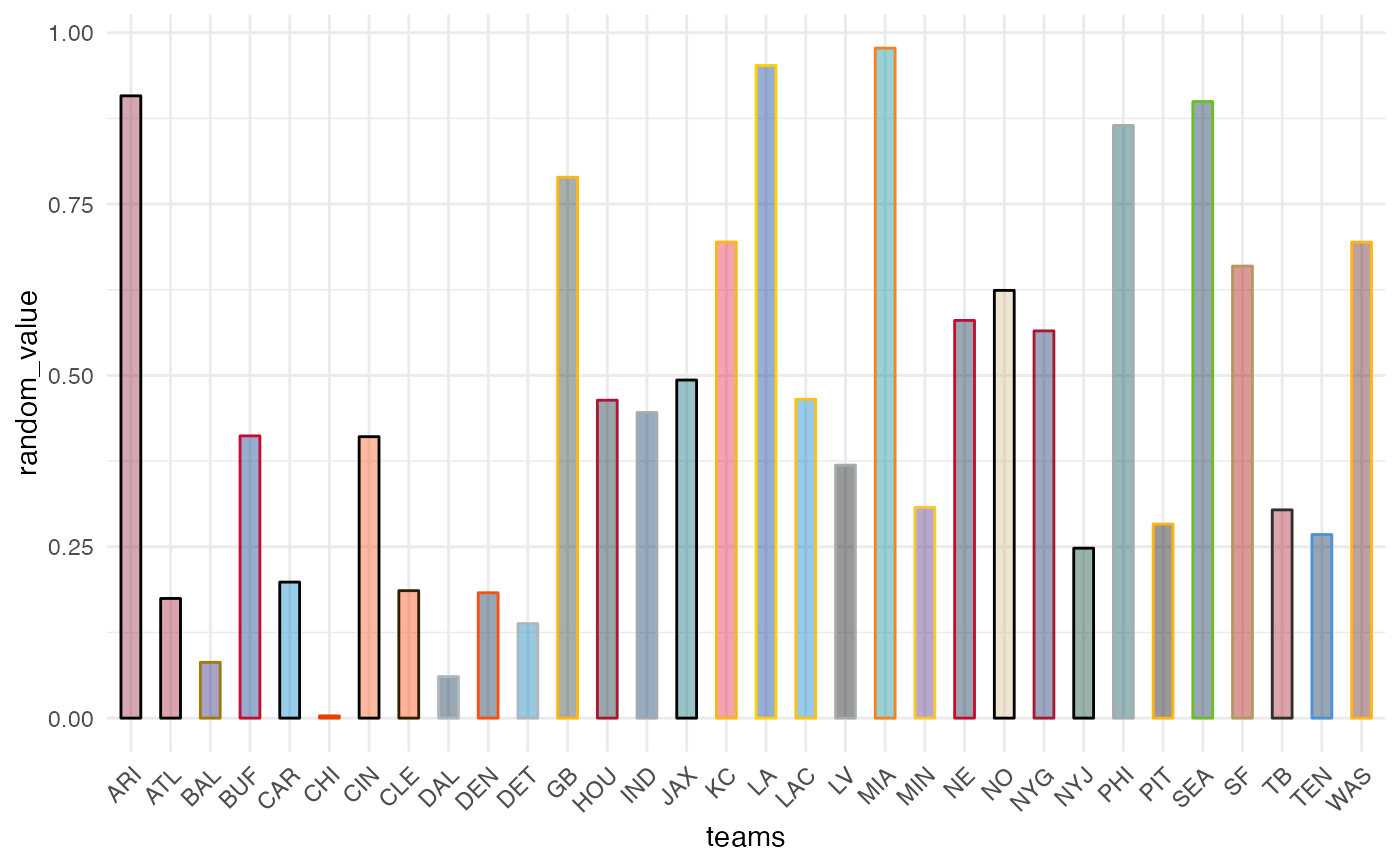 1.00
0.75
0.50
0.25
0.00
random_value
ARI ATL BAL BUF CAR CHI CIN CLE DAL DEN DET GB HOU IND JAX KC LA LAC LV MIA MIN NE NO NYG NYJ PHI PIT SEA SF TB TEN WAS
teams